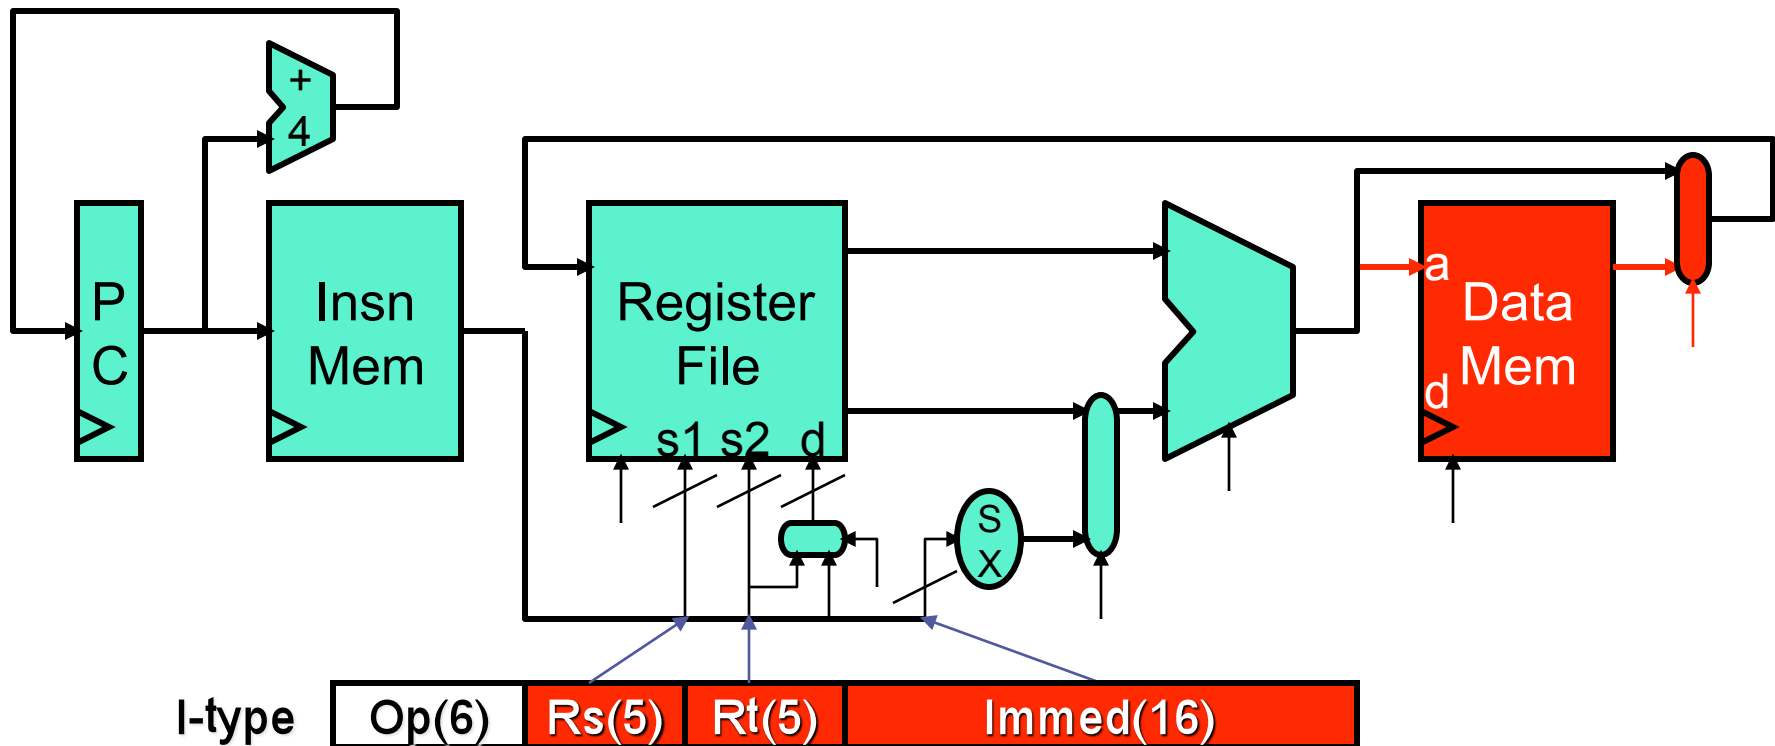 +
4
P
C
Insn
Mem
Register
File
s1 s2 d
a
Data
Mem
d
S
X
I-type Op(6) Rs(5) Rt(5) Immed(16)